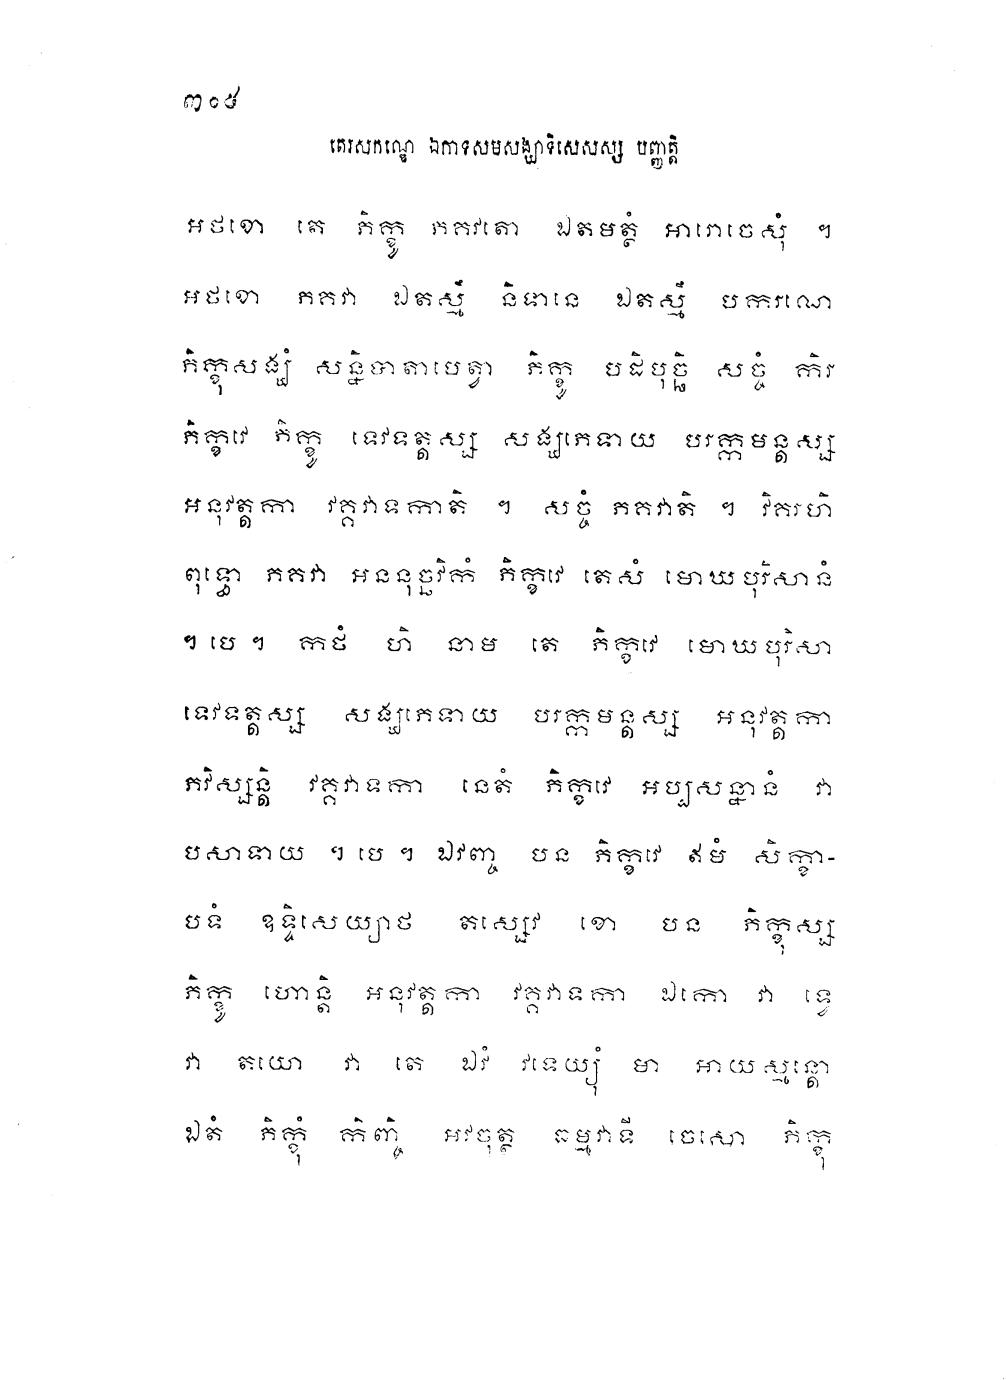 ៣០៥
តេរសកណ្ឌេ ឯកាទសមសង្ឃាទិសេសស្ស បញ្ញត្តិ
អថខោ តេ ភិក្ខូ ភគវតោ ឯតមត្ថំ អារោចេសុំ ។
អថខោ ភគវា ឯតស្មឹ និទានេ ឯតស្មឹ បករណេ
ភិក្ខុសង្ឃំ សន្និបាតាបេត្វា ភិក្ខូ បដិបុច្ឆិ សច្ចំ កិរ
ភិក្ខវេ ភិក្ខូ ទេវទត្តស្ស សង្ឃភេទាយ បរក្កមន្តស្ស
អនុវត្តកា វគ្គវាទកាតិ ។ សច្ចំ ភគវាតិ ។ វិគរហិ
ពុទ្ធោ ភគវា អននុច្ឆវិកំ ភិក្ខវេ តេសំ មោឃបុរិសានំ
។ បេ ។ កថំ ហិ នាម តេ ភិក្ខវេ មោឃបុរិសា
ទេវទត្តស្ស សង្ឃភេទាយ បរក្កមន្តស្ស អនុវត្តកា
ភវិស្សន្តិ វគ្គវាទកា នេតំ ភិក្ខវេ អប្បសន្នានំ វា
បសាទាយ ។ បេ ។ ឯវញ្ច បន ភិក្ខវេ ឥមំ សិក្ខា-
បទំ ឧទ្ទិសេយ្យាថ តស្សេវ ខោ បន ភិក្ខុស្ស
ភិក្ខូ ហោន្តិ អនុវត្តកា វគ្គវាទកា ឯកោ វា ទ្វេ
វា តយោ វា តេ ឯវំ វទេយ្យុំ មា អាយស្មន្តោ
ឯតំ ភិក្ខុំ កិញ្ចិ អវចុត្ថ ធម្មវាទី ចេសោ ភិក្ខុ